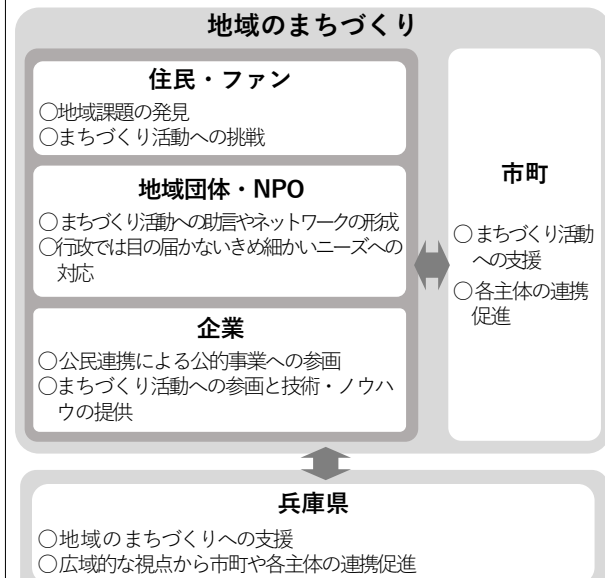 地域のまちづくり
住民・ファン
○地域課題の発見
○まちづくり活動への挑戦
地域団体・NPO
○まちづくり活動への助言やネットワークの形成
○行政では目の届かないきめ細かいニーズへの
対応
企業
○公民連携による公的事業への参画
○まちづくり活動への参画と技術・ノウハ
ウの提供
市町
○まちづくり活動
への支援
○各主体の連携
促進
兵庫県
○地域のまちづくりへの支援
○広域的な視点から市町や各主体の連携促進